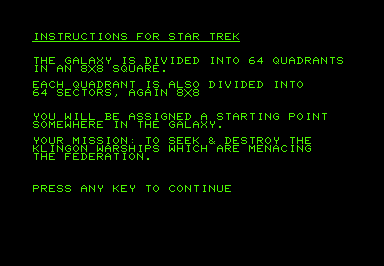 INSTRUCTIONS FOR STAR TREK
THE GALAXY IS DIVIDED INTO 64 QUADRANTS
IN AN 8X8 SQUARE.
EACH QUADRANT IS ALSO DIVIDED INTO
64 SECTORS, AGAIN 8X8
YOU WILL BE ASSIGNED A STARTING POINT
SOMEWHERE IN THE GALAXY.
YOUR MISSION: TO SEEK & DESTROY THE
KLINGON WARSHIPS WHICH ARE MENACING
THE FEDERATION.
PRESS ANY KEY TO CONTINUE